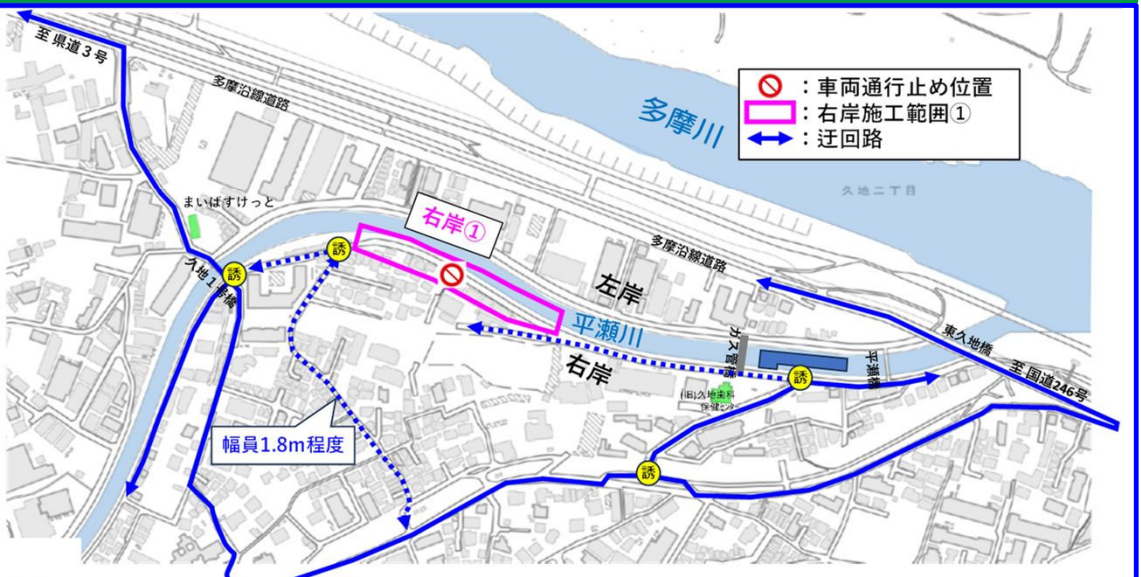 至 県道3号
多摩沿線道路
多摩川
：車両通行止め位置
：右岸施工範囲①
：迂回路
久地二丁目
まいばすけっと
右岸①
誘
誘
久地1号橋
左岸
多摩沿線道路
平瀬川
右岸
ガス管橋
平瀬橋
東久地橋
至 国道246号
誘
(旧)久地歯科
保健センター
幅員1.8m程度
誘